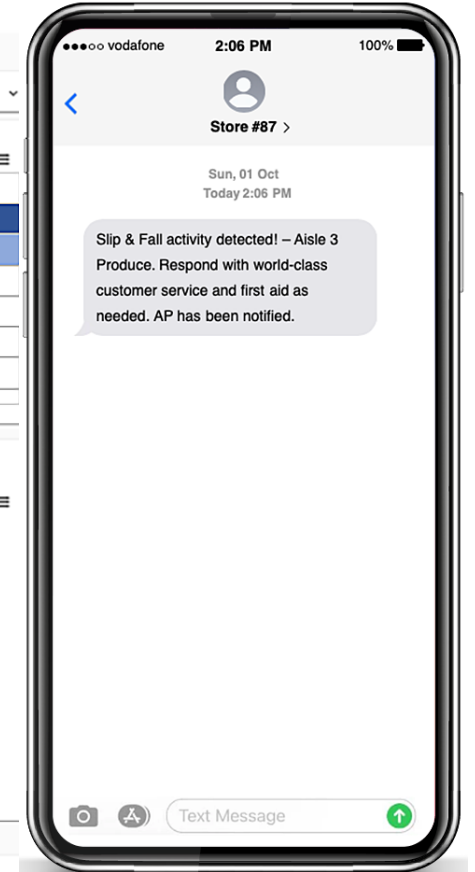 vodafone 2:06 PM 100%
Store #87
Sun, 01 Oct
Today 2:06 PM
Slip & Fall activity detected! – Aisle 3
Produce. Respond with world-class
customer service and first aid as
needed. AP has been notified.
Text Message